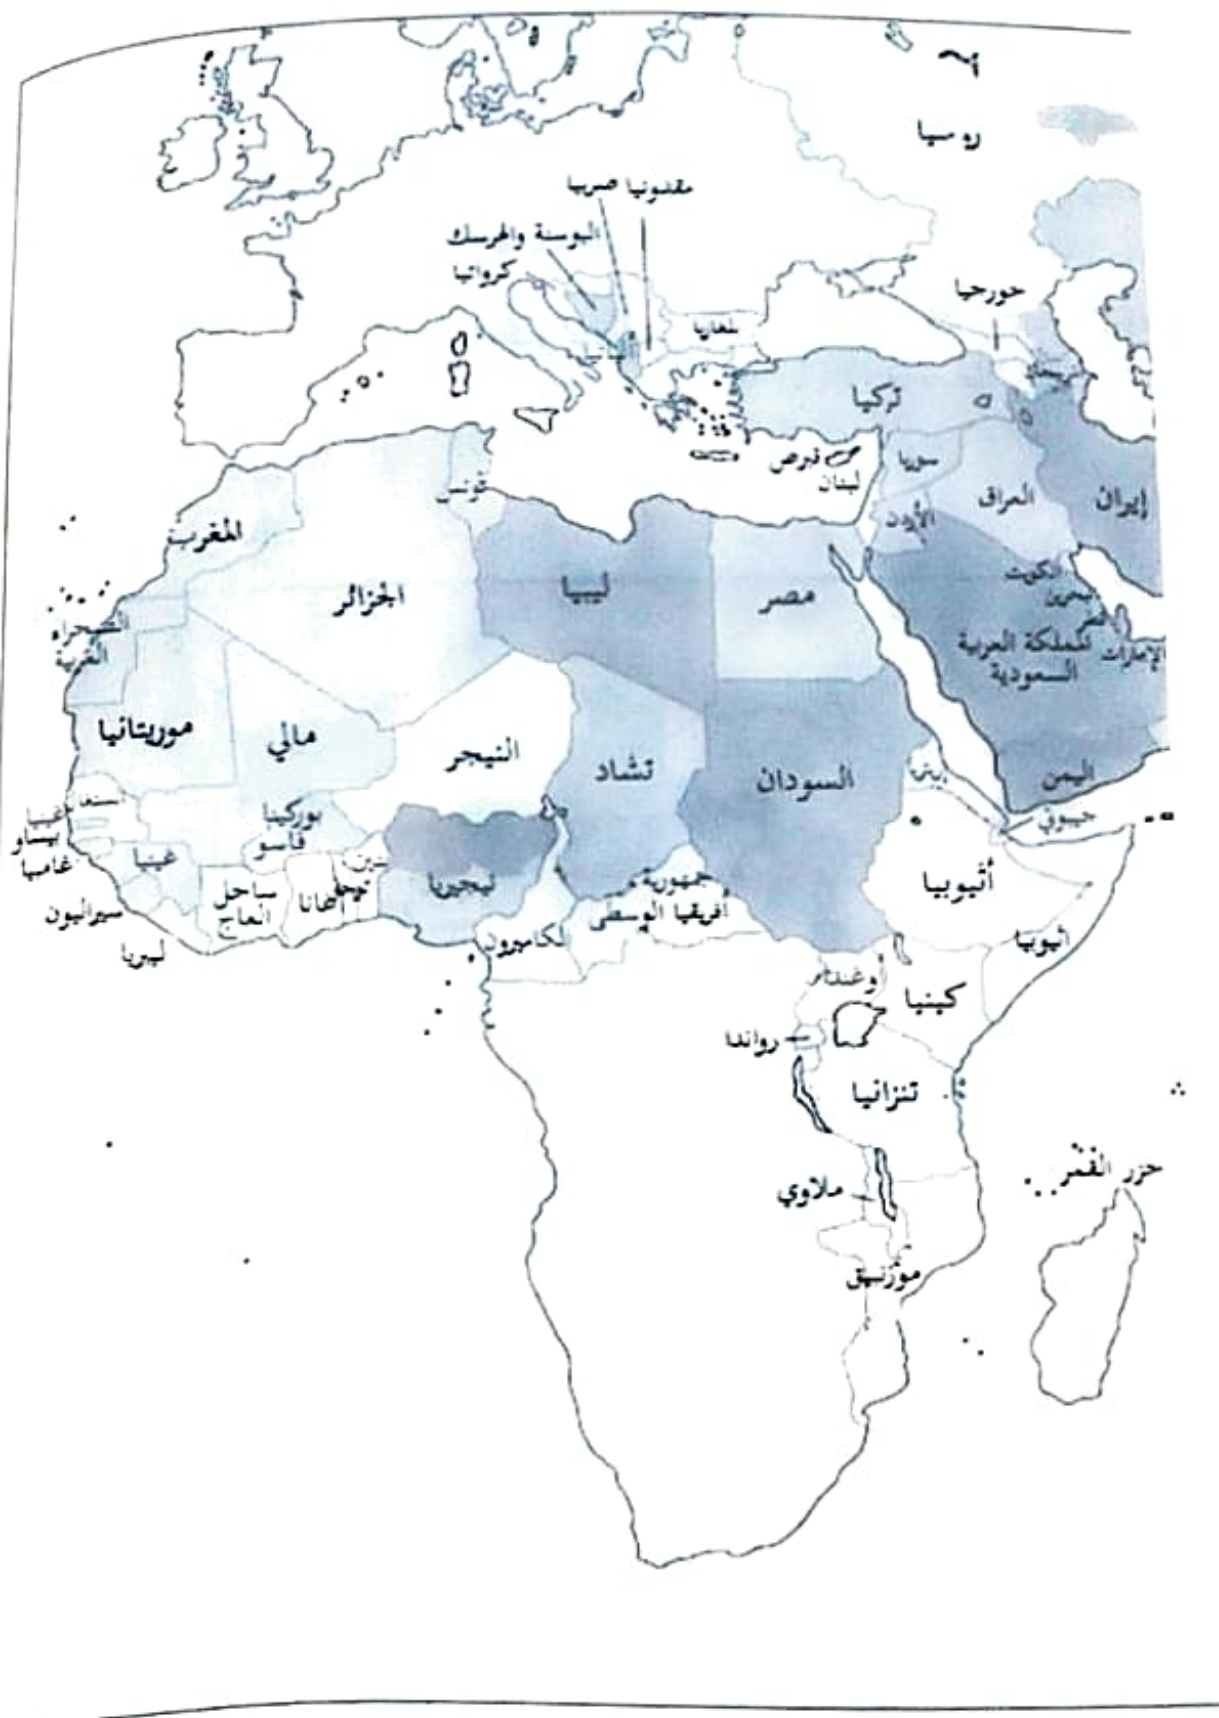 روسيا
مقدونيا صربيا
البوسنة والهرسك
كرواتيا
جورجيا
بلغاريا
تركيا
قبرص
لبنان
سوريا
العراق
إيران
الأردن
تونس
المغرب
الجزائر
ليبيا
مصر
الكويت
البحرين
قطر
الإمارات
المملكة العربية
السعودية
الصحراء
الغربية
موريتانيا
مالي
النيجر
تشاد
السودان
اليمن
جيبوتي
بوركينا
فاسو
غينيا
بيساو
غامبيا
غينيا
بنين
نيجيريا
جمهورية
أفريقيا الوسطى
أثيوبيا
أثيوبيا
ساحل
العاج
غانا
سيراليون
ليبريا
الكاميرون
أوغندا
كينيا
رواندا
تنزانيا
جزر القمر
ملاوي
موزنبيق